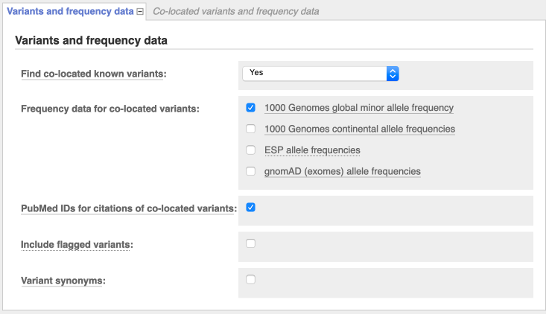 Variants and frequency data Co-located variants and frequency data
Variants and frequency data
Find co-located known variants: Yes
Frequency data for co-located variants: 1000 Genomes global minor allele frequency
1000 Genomes continental allele frequencies
ESP allele frequencies
gnomAD (exomes) allele frequencies
PubMed IDs for citations of co-located variants:
Include flagged variants:
Variant synonyms: